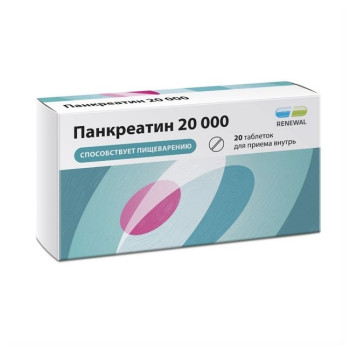 Панкреатин 20 000
СПОСОБСТВУЕТ ПИЩЕВАРЕНИЮ
RENEWAL
20 таблеток
для приема внутрь